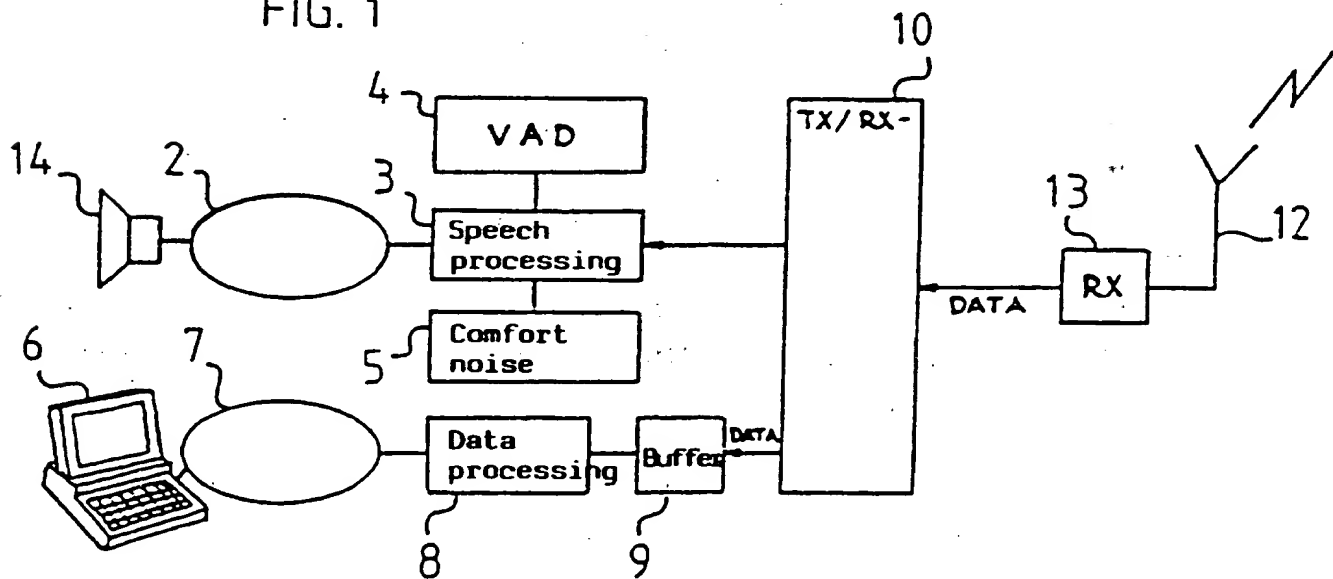 FIG. 1
10
4
VAD
TX/RX-
14
2
3
Speech
processing
13
RX
12
DATA
5
Comfort
noise
6
7
Data
processing
Buffer
DATA
8
9